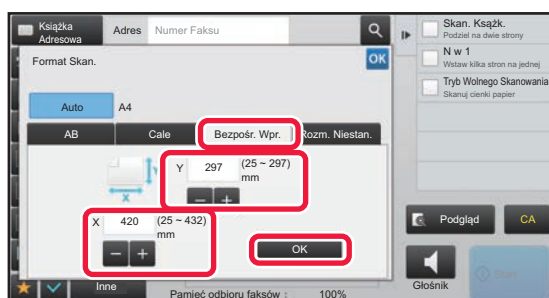 Książka
Adresowa
Adres
Numer Faksu
Format Skan.
OK
Auto
A4
AB
Cale
Bezpośr. Wpr.
Rozm. Niestan.
Y
297
(25 ~ 297)
mm
Y
X
X
420
(25 ~ 432)
mm
OK
Inne
Pamięć odbioru faksów :
100%
Skan. Ksążk.
Podziel na dwie strony
N w 1
Wstaw kilka stron na jednej
Tryb Wolnego Skanowania
Skanuj cienki papier
Podgląd
CA
Głośnik
Start